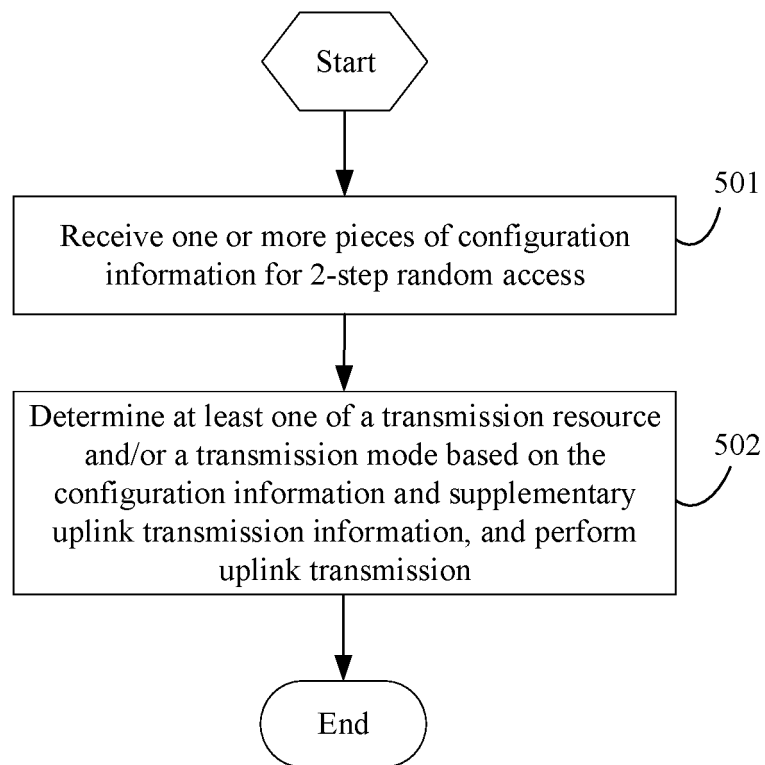 Start
501
Receive one or more pieces of configuration
information for 2-step random access
Determine at least one of a transmission resource
and/or a transmission mode based on the
configuration information and supplementary
uplink transmission information, and perform
uplink transmission
502
End